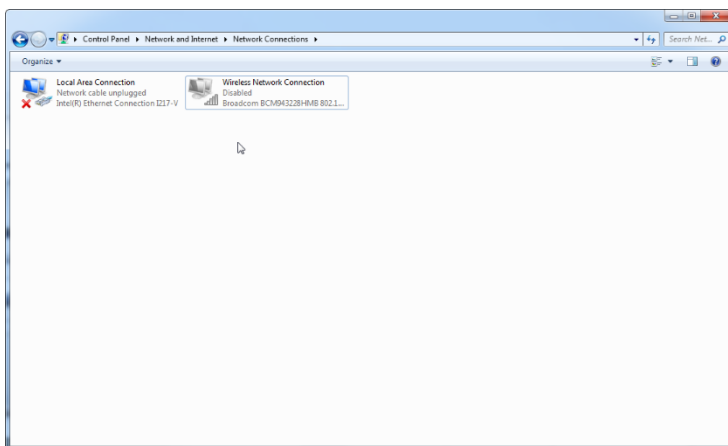 Control Panel ▸ Network and Internet ▸ Network Connections ▸
Search Net...
Organize
Local Area Connection
Network cable unplugged
Intel(R) Ethernet Connection I217-V
Wireless Network Connection
Disabled
Broadcom BCM943228HMB 802.1...